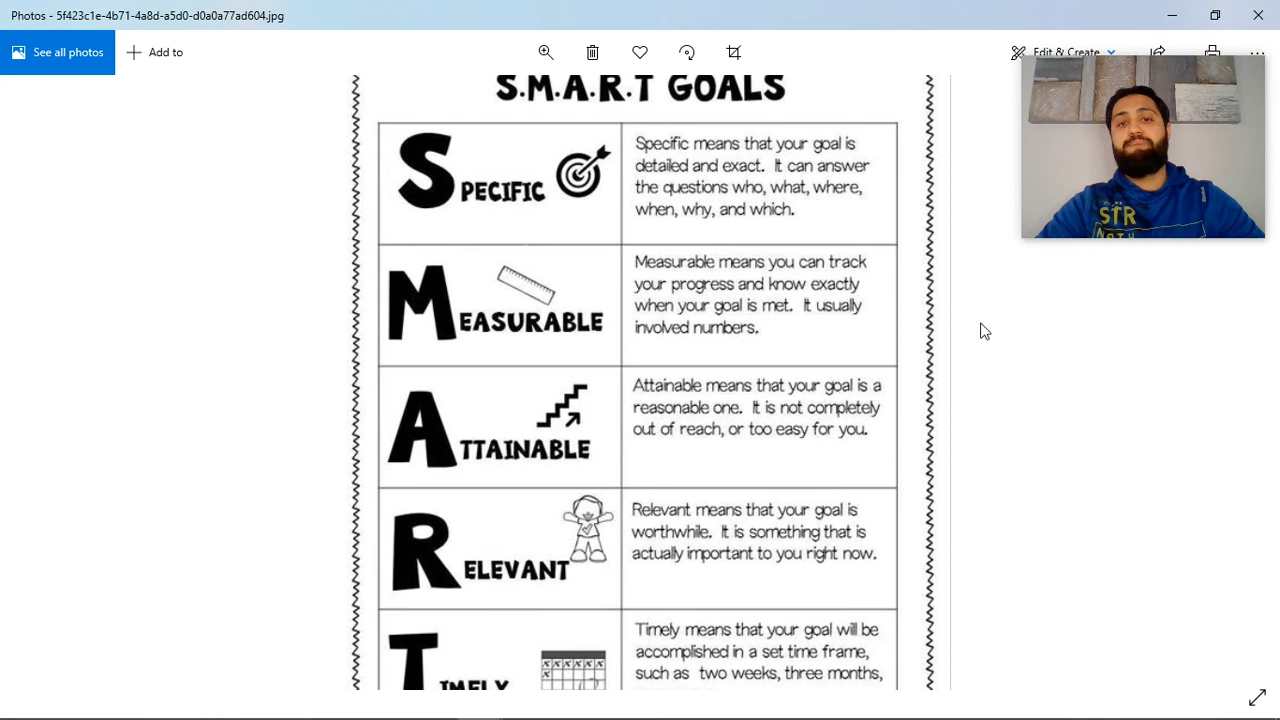 Photos - 5f423c1e-4b71-4a8d-a5d0-d0a0a77ad604.jpg
See all photos
Add to
Edit & Create
S.M.A.R.T GOALS
SPECIFIC
Specific means that your goal is
detailed and exact. It can answer
the questions who, what, where,
when, why, and which.
MEASURABLE
Measurable means you can track
your progress and know exactly
when your goal is met. It usually
involved numbers.
ATTAINABLE
Attainable means that your goal is a
reasonable one. It is not completely
out of reach, or too easy for you.
RELEVANT
Relevant means that your goal is
worthwhile. It is something that is
actually important to you right now.
TIMELY
Timely means that your goal will be
accomplished in a set time frame,
such as two weeks, three months,
STR